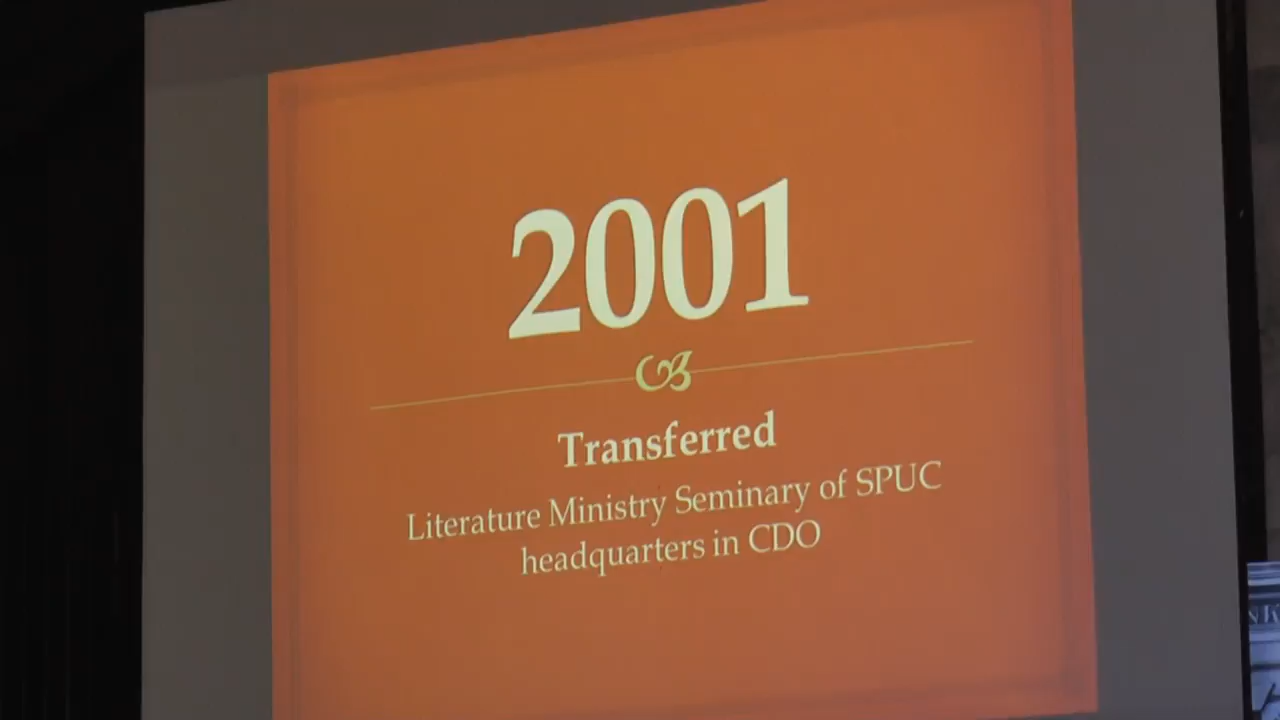 2001
Transferred
Literature Ministry Seminary of SPUC
headquarters in CDO